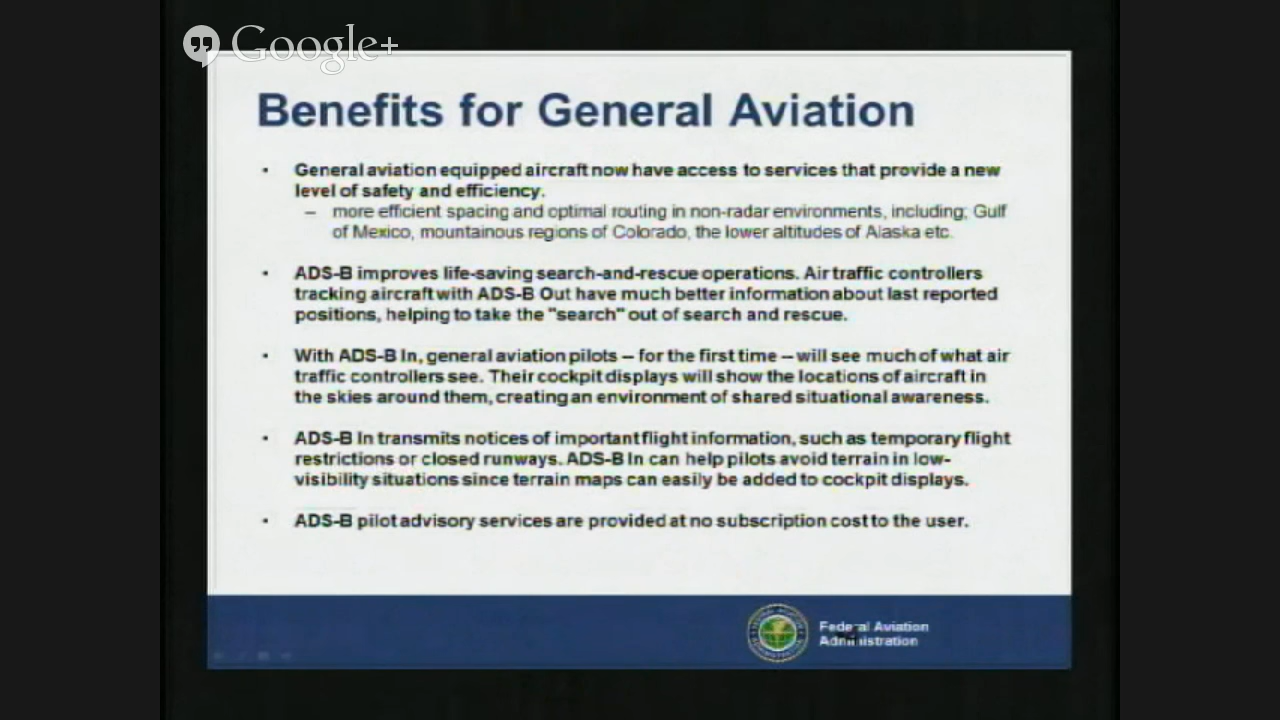 Google+
Benefits for General Aviation
• General aviation equipped aircraft now have access to services that provide a new
level of safety and efficiency.
– more efficient spacing and optimal routing in non-radar environments, including; Gulf
of Mexico, mountainous regions of Colorado, the lower altitudes of Alaska etc.
• ADS-B improves life-saving search-and-rescue operations. Air traffic controllers
tracking aircraft with ADS-B Out have much better information about last reported
positions, helping to take the "search" out of search and rescue.
• With ADS-B In, general aviation pilots – for the first time – will see much of what air
traffic controllers see. Their cockpit displays will show the locations of aircraft in
the skies around them, creating an environment of shared situational awareness.
• ADS-B In transmits notices of important flight information, such as temporary flight
restrictions or closed runways. ADS-B In can help pilots avoid terrain in low-
visibility situations since terrain maps can easily be added to cockpit displays.
• ADS-B pilot advisory services are provided at no subscription cost to the user.
Federal Aviation
Administration